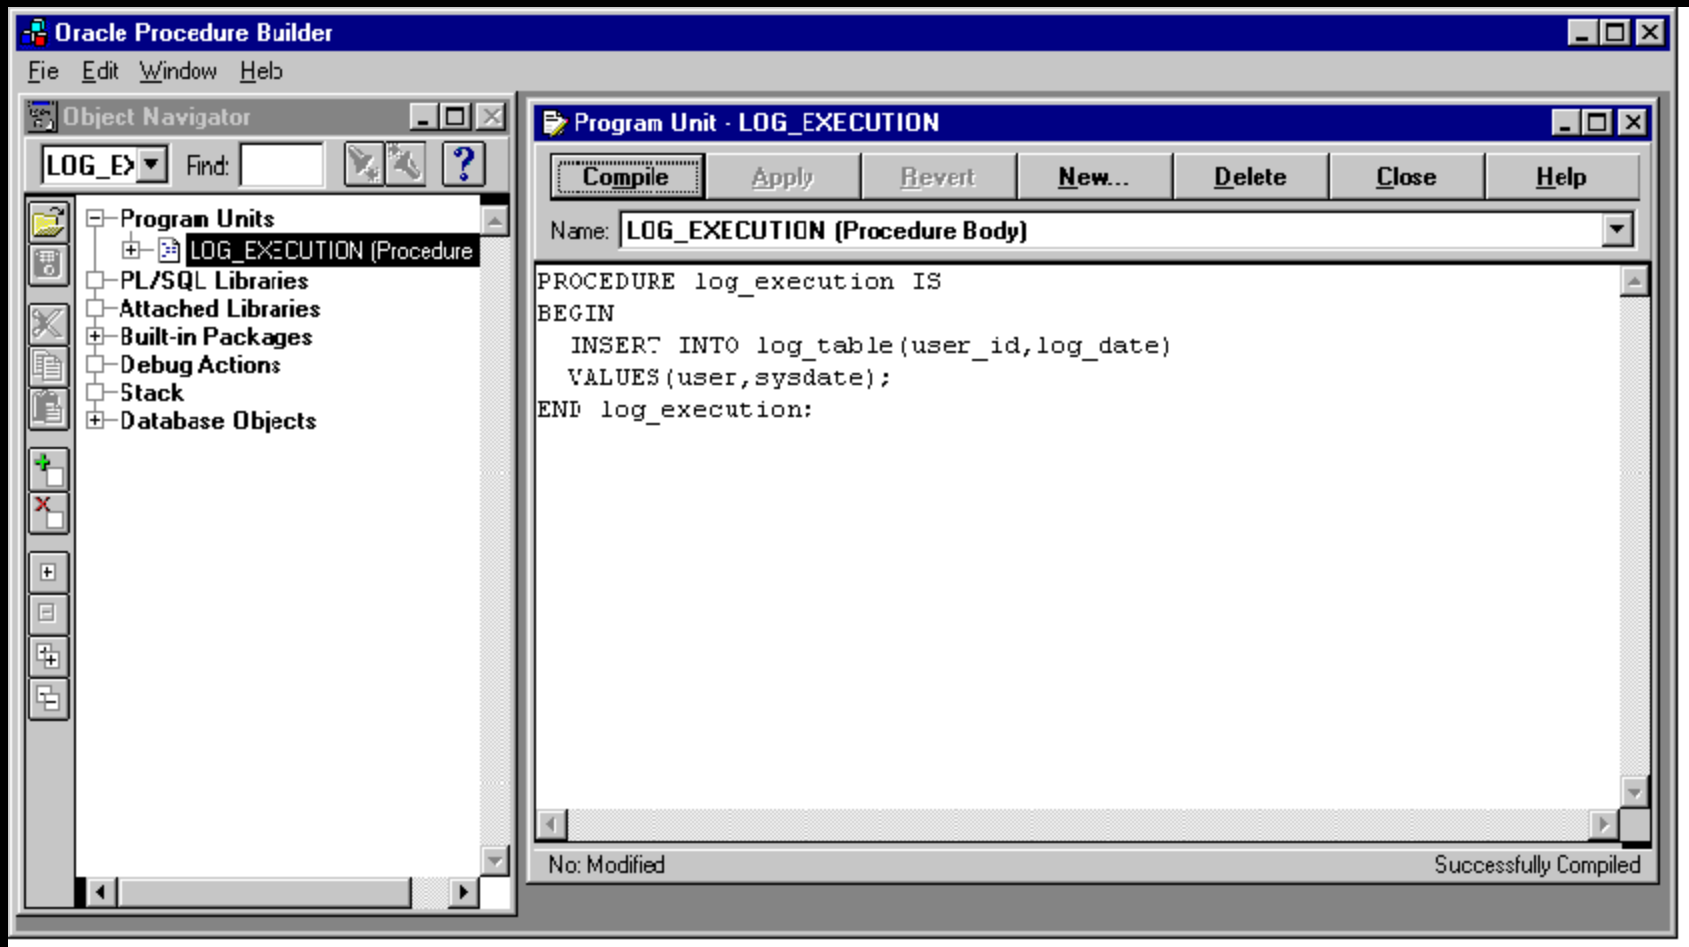 Oracle Procedure Builder
Fie Edit Window Help
Object Navigator
LOG_EX Find:
Program Units
LOG_EXECUTION (Procedure
PL/SQL Libraries
Attached Libraries
Built-in Packages
Debug Actions
Stack
Database Objects
Program Unit - LOG_EXECUTION
Compile Apply Revert New... Delete Close Help
Name: LOG_EXECUTION (Procedure Body)
PROCEDURE log_execution IS
BEGIN
INSERT INTO log_table(user_id,log_date)
VALUES(user,sysdate);
END log_execution;
No: Modified
Successfully Compiled